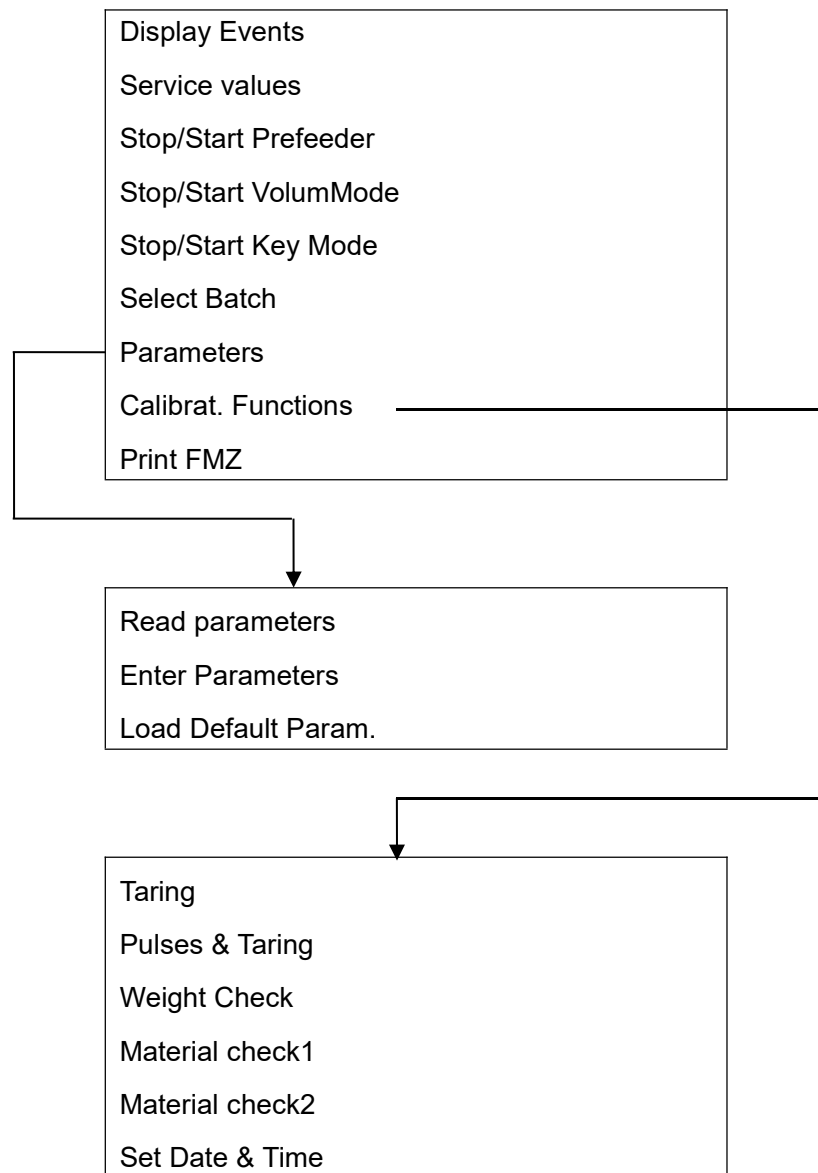 Display Events
Service values
Stop/Start Prefeeder
Stop/Start VolumMode
Stop/Start Key Mode
Select Batch
Parameters
Calibrat. Functions
Print FMZ
Read parameters
Enter Parameters
Load Default Param.
Taring
Pulses & Taring
Weight Check
Material check1
Material check2
Set Date & Time